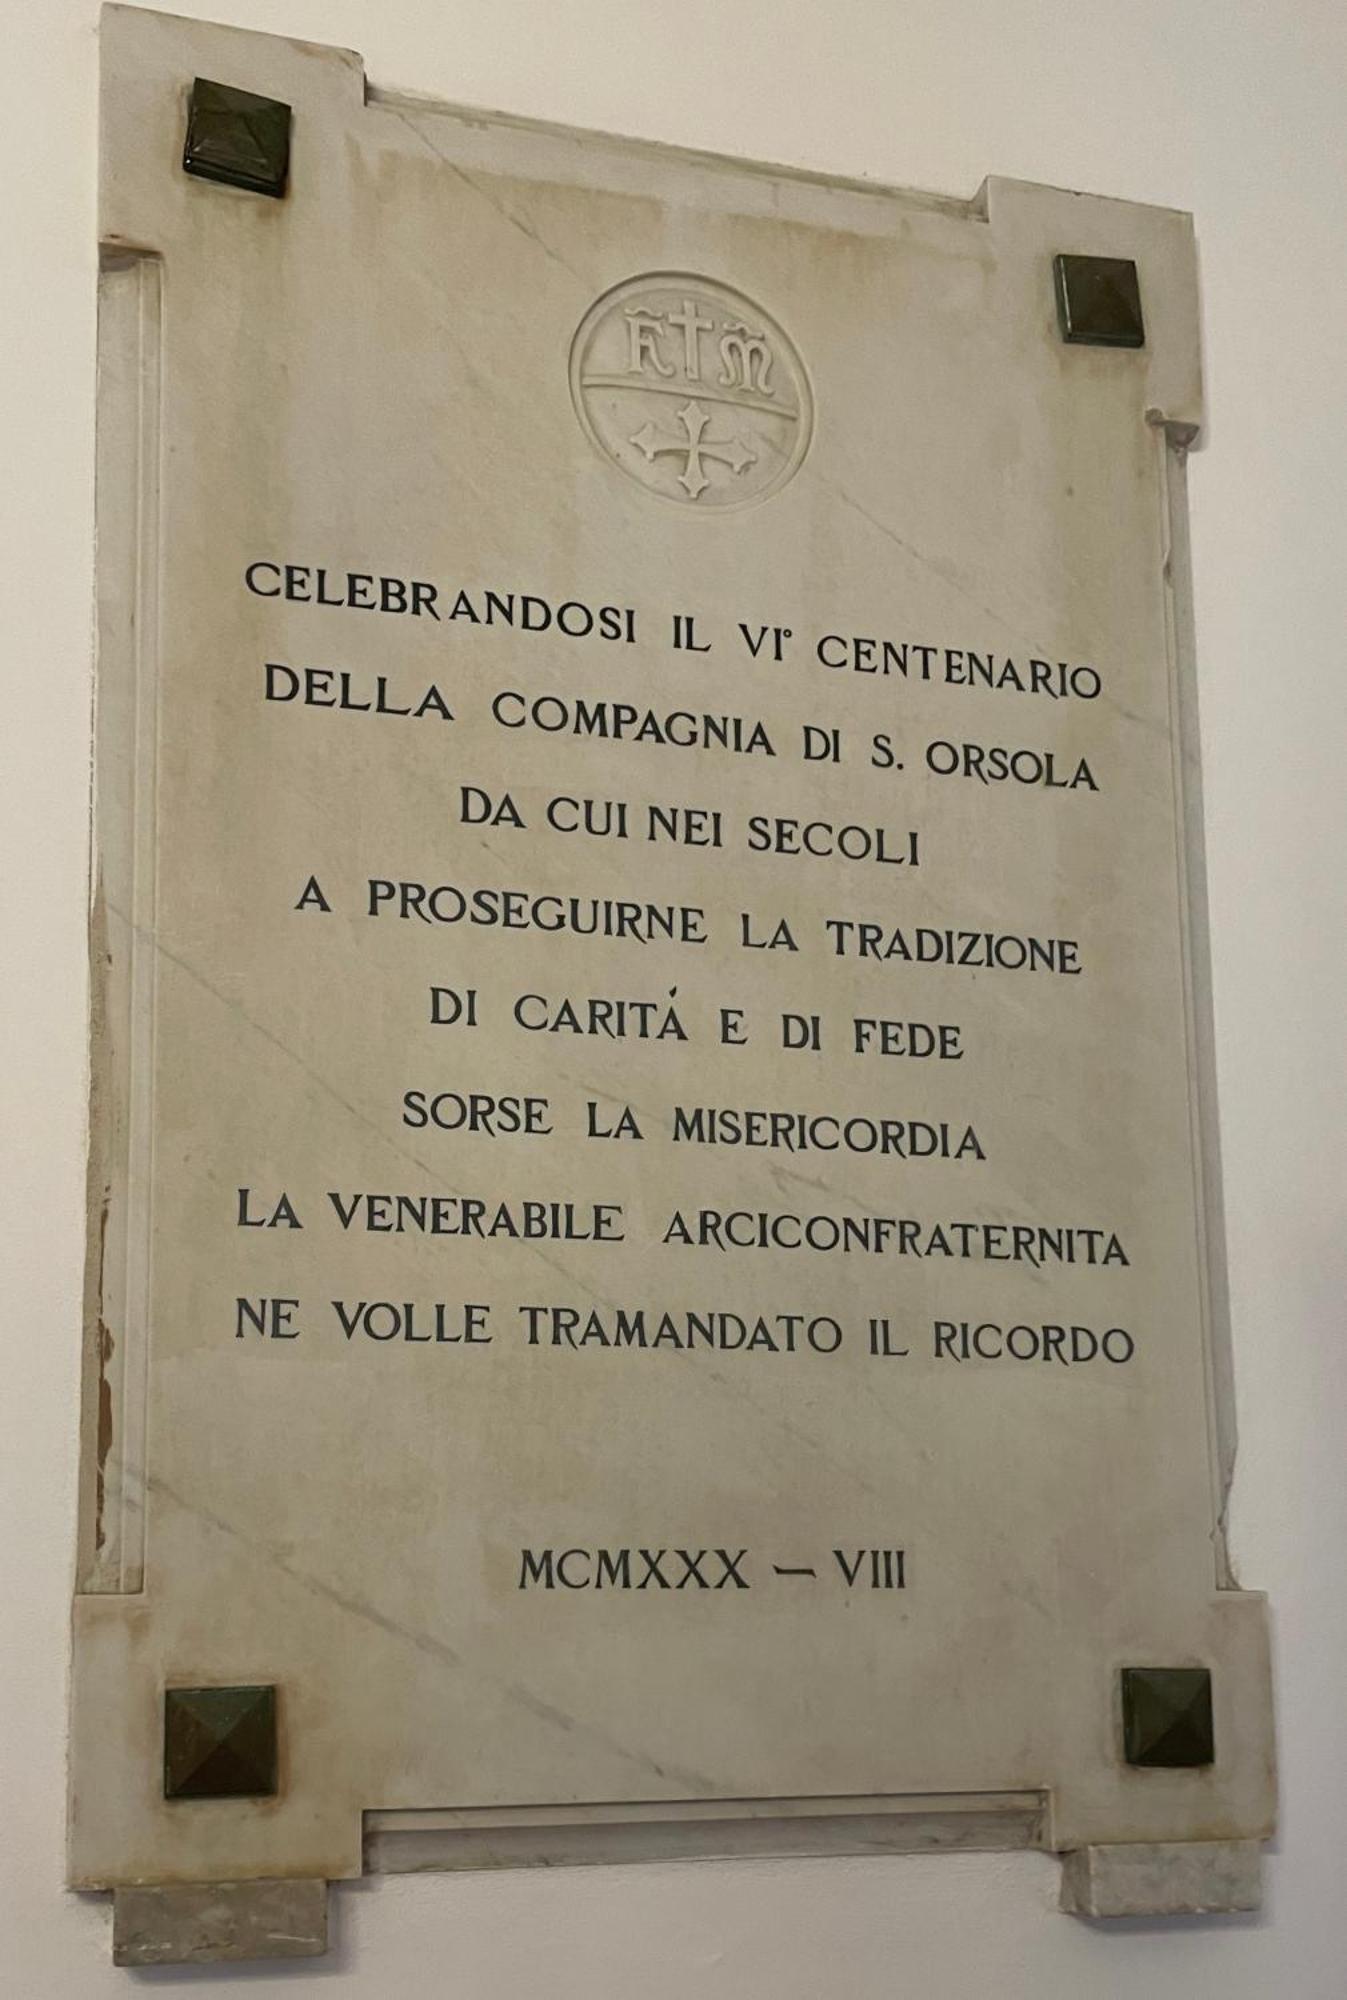 F̃ † M̃
CELEBRANDOSI IL VI° CENTENARIO
DELLA COMPAGNIA DI S. ORSOLA
DA CUI NEI SECOLI
A PROSEGUIRNE LA TRADIZIONE
DI CARITÁ E DI FEDE
SORSE LA MISERICORDIA
LA VENERABILE ARCICONFRATERNITA
NE VOLLE TRAMANDATO IL RICORDO
MCMXXX — VIII